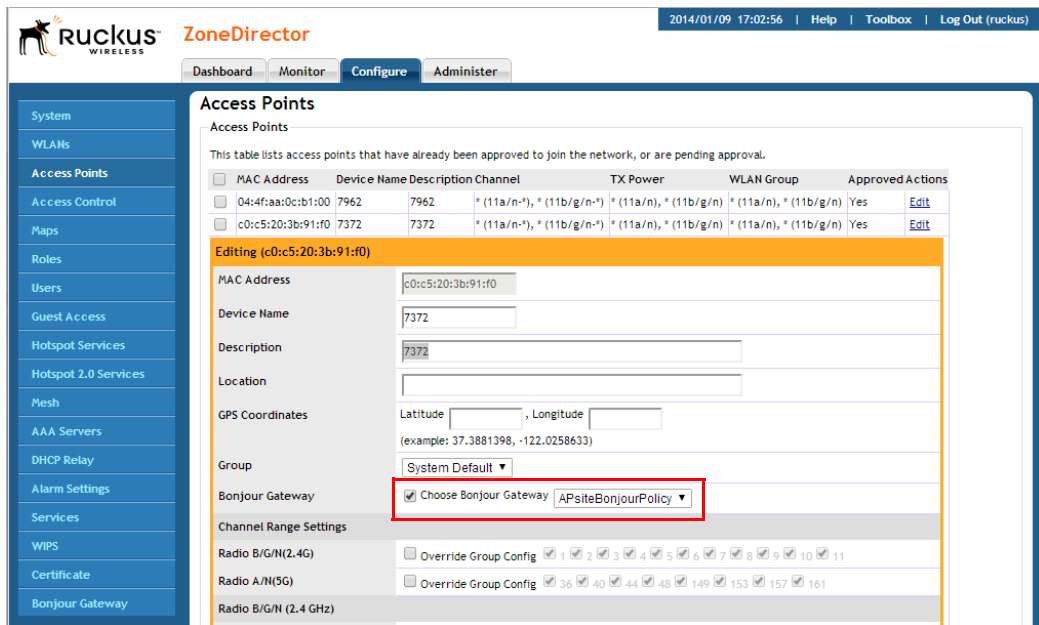 2014/01/09 17:02:56 | Help | Toolbox | Log Out (ruckus)
Ruckus WIRELESS ZoneDirector
Dashboard Monitor Configure Administer
System
WLANs
Access Points
Access Control
Maps
Roles
Users
Guest Access
Hotspot Services
Hotspot 2.0 Services
Mesh
AAA Servers
DHCP Relay
Alarm Settings
Services
WIPS
Certificate
Bonjour Gateway
Access Points
Access Points
This table lists access points that have already been approved to join the network, or are pending approval.
MAC Address Device Name Description Channel TX Power WLAN Group Approved Actions
04:4f:aa:0c:b1:00 7962 7962 * (11a/n-*), * (11b/g/n-*) * (11a/n), * (11b/g/n) * (11a/n), * (11b/g/n) Yes Edit
c0:c5:20:3b:91:f0 7372 7372 * (11a/n-*), * (11b/g/n-*) * (11a/n), * (11b/g/n) * (11a/n), * (11b/g/n) Yes Edit
Editing (c0:c5:20:3b:91:f0)
MAC Address c0:c5:20:3b:91:f0
Device Name 7372
Description 7372
Location
GPS Coordinates Latitude , Longitude
(example: 37.3881398, -122.0258633)
Group System Default
Bonjour Gateway Choose Bonjour Gateway APsiteBonjourPolicy
Channel Range Settings
Radio B/G/N(2.4G) Override Group Config 1 2 3 4 5 6 7 8 9 10 11
Radio A/N(5G) Override Group Config 36 40 44 48 149 153 157 161
Radio B/G/N (2.4 GHz)